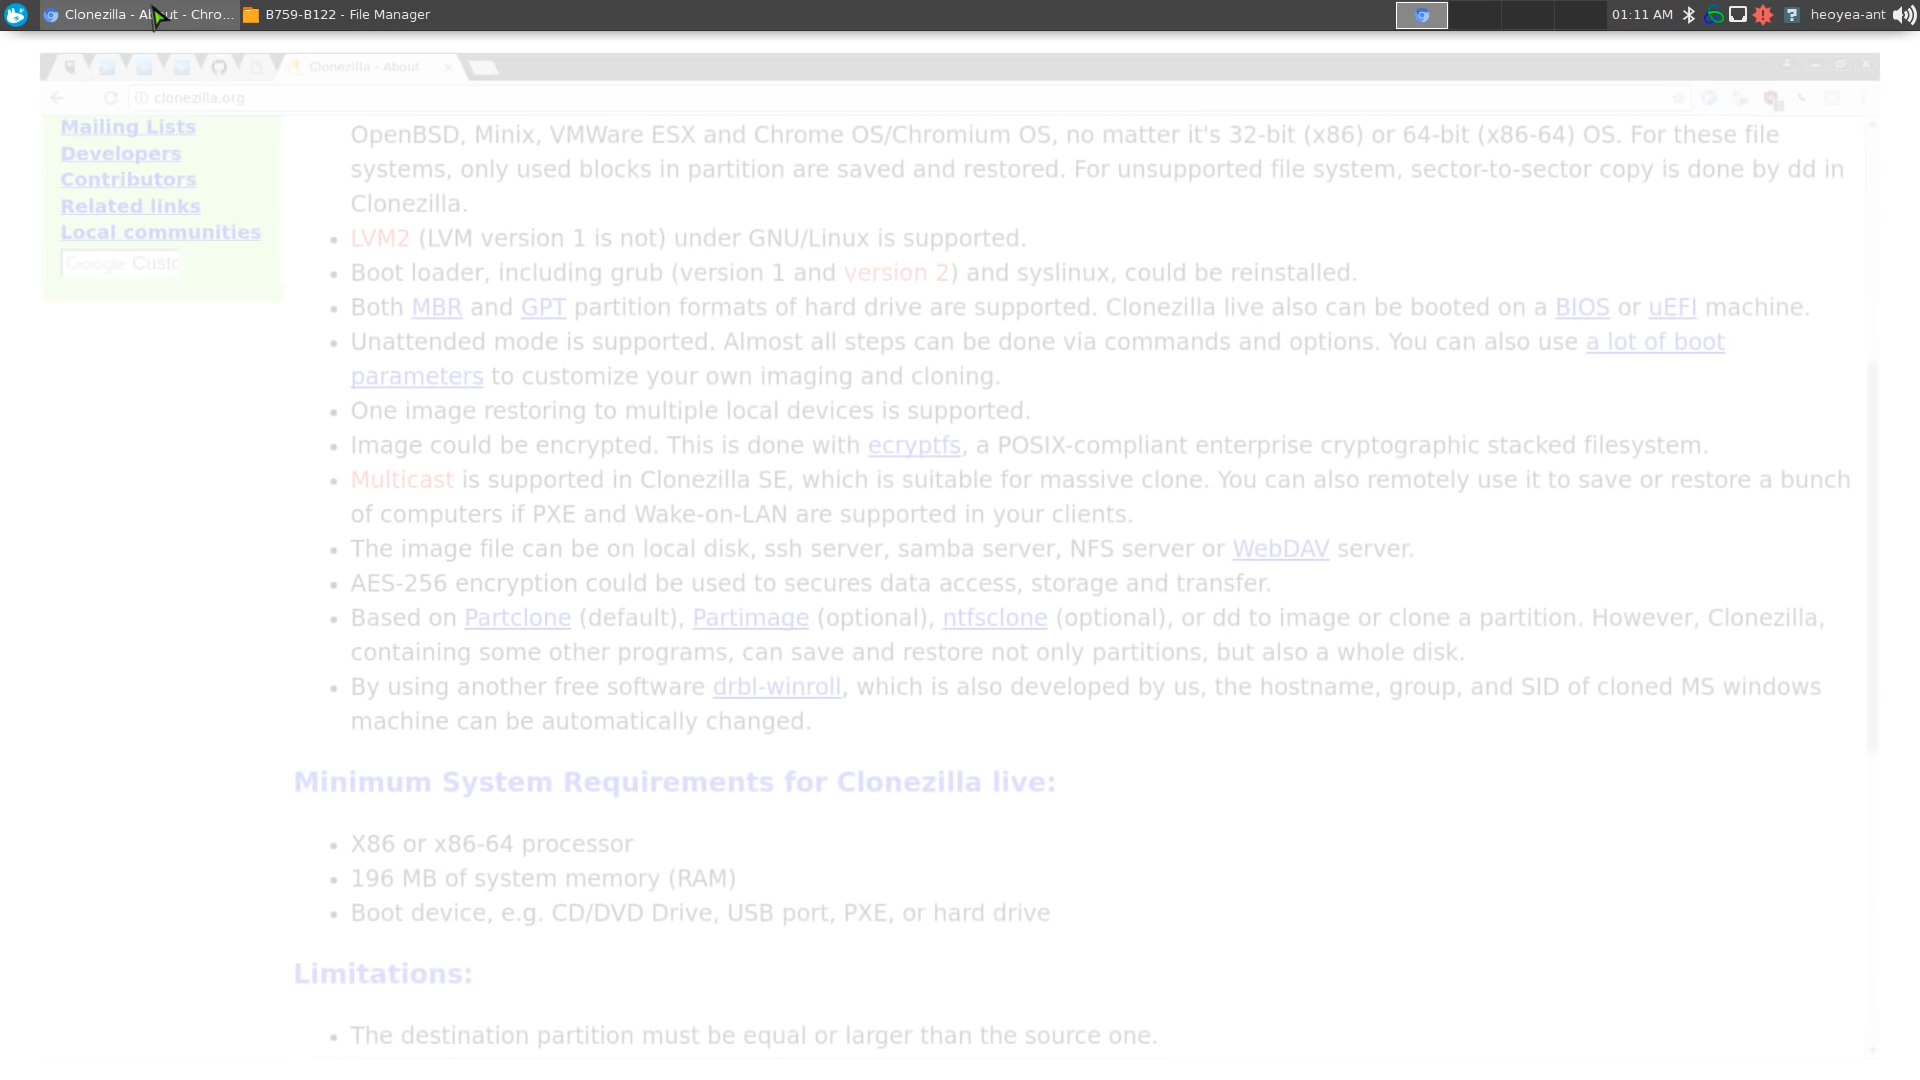 Clonezilla - About - Chro...
B759-B122 - File Manager
01:11 AM
heoyea-ant
Clonezilla - About
clonezilla.org
Mailing Lists
Developers
Contributors
Related links
Local communities
Google Custo
OpenBSD, Minix, VMWare ESX and Chrome OS/Chromium OS, no matter it's 32-bit (x86) or 64-bit (x86-64) OS. For these file
systems, only used blocks in partition are saved and restored. For unsupported file system, sector-to-sector copy is done by dd in
Clonezilla.
• LVM2 (LVM version 1 is not) under GNU/Linux is supported.
• Boot loader, including grub (version 1 and version 2) and syslinux, could be reinstalled.
• Both MBR and GPT partition formats of hard drive are supported. Clonezilla live also can be booted on a BIOS or uEFI machine.
• Unattended mode is supported. Almost all steps can be done via commands and options. You can also use a lot of boot
parameters to customize your own imaging and cloning.
• One image restoring to multiple local devices is supported.
• Image could be encrypted. This is done with ecryptfs, a POSIX-compliant enterprise cryptographic stacked filesystem.
• Multicast is supported in Clonezilla SE, which is suitable for massive clone. You can also remotely use it to save or restore a bunch
of computers if PXE and Wake-on-LAN are supported in your clients.
• The image file can be on local disk, ssh server, samba server, NFS server or WebDAV server.
• AES-256 encryption could be used to secures data access, storage and transfer.
• Based on Partclone (default), Partimage (optional), ntfsclone (optional), or dd to image or clone a partition. However, Clonezilla,
containing some other programs, can save and restore not only partitions, but also a whole disk.
• By using another free software drbl-winroll, which is also developed by us, the hostname, group, and SID of cloned MS windows
machine can be automatically changed.
Minimum System Requirements for Clonezilla live:
• X86 or x86-64 processor
• 196 MB of system memory (RAM)
• Boot device, e.g. CD/DVD Drive, USB port, PXE, or hard drive
Limitations:
• The destination partition must be equal or larger than the source one.